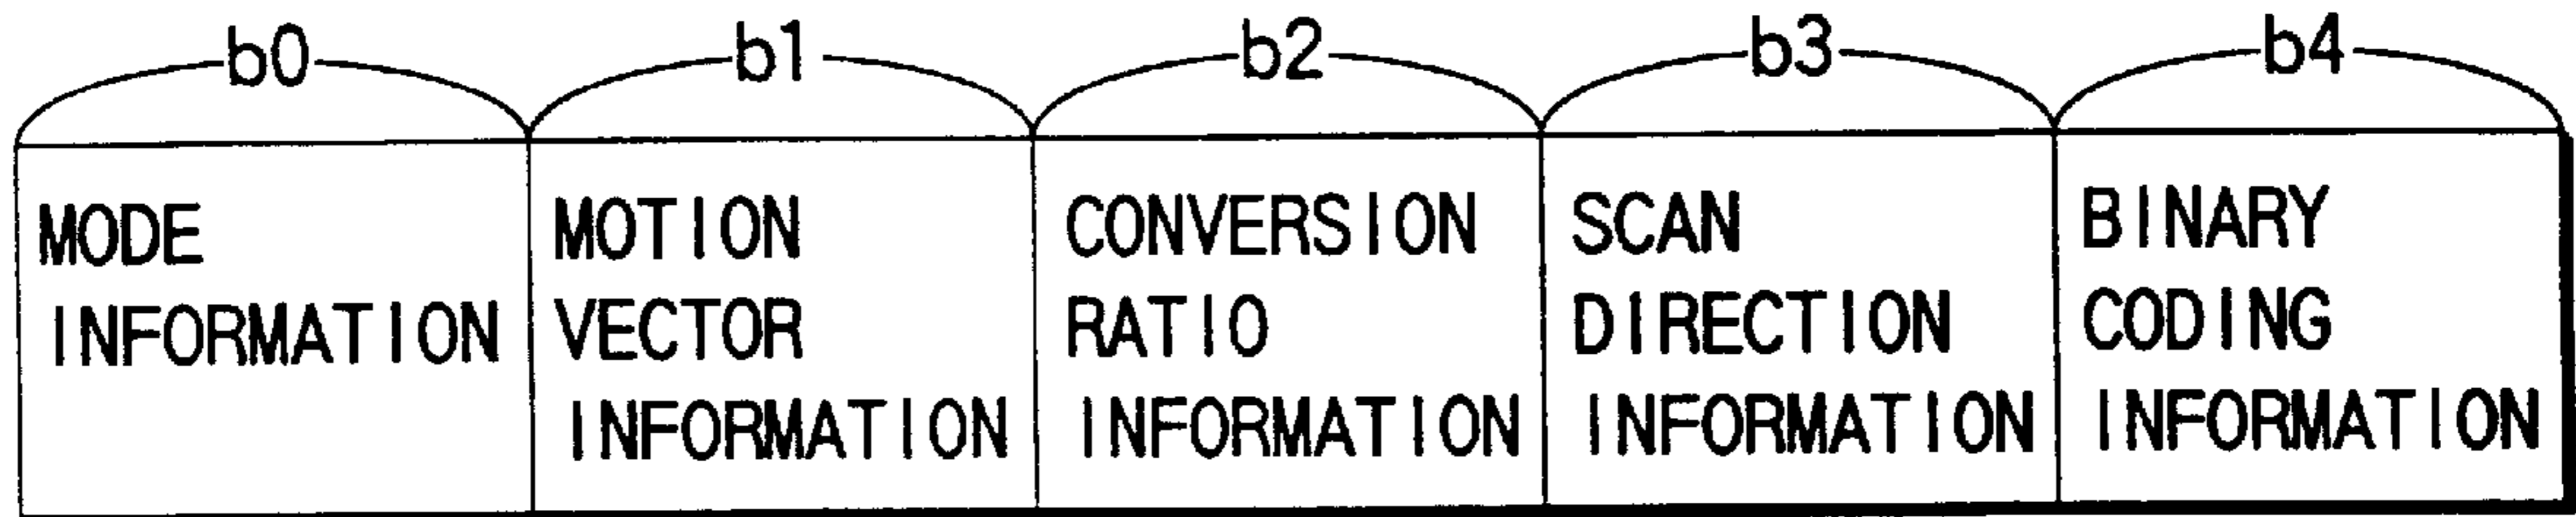 b0 b1 b2 b3 b4
MODE
INFORMATION
MOTION
VECTOR
INFORMATION
CONVERSION
RATIO
INFORMATION
SCAN
DIRECTION
INFORMATION
BINARY
CODING
INFORMATION